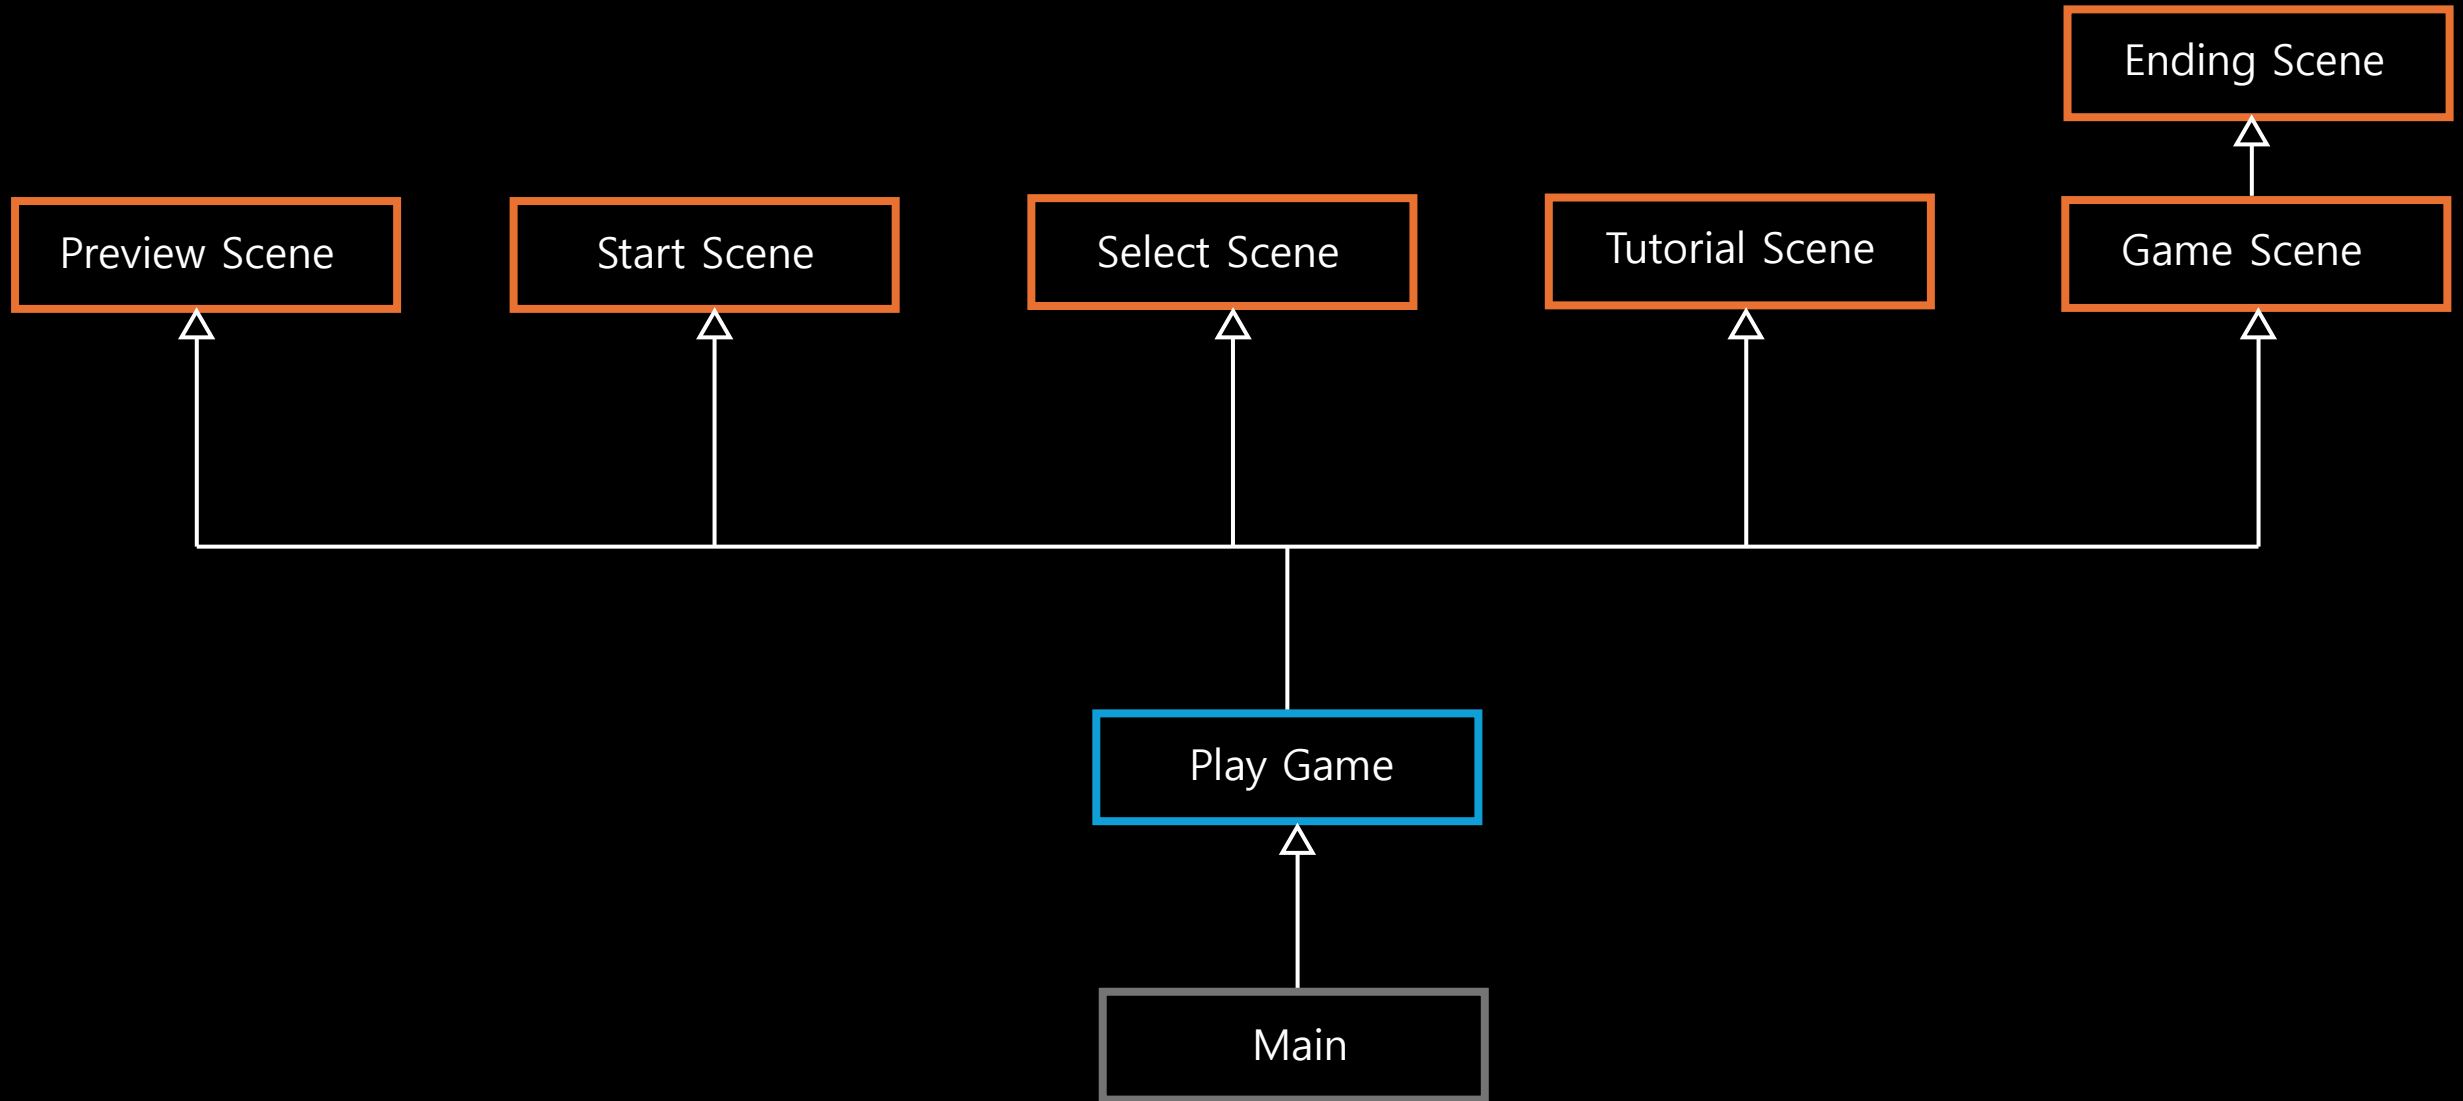 Ending Scene
Preview Scene
Start Scene
Select Scene
Tutorial Scene
Game Scene
Play Game
Main